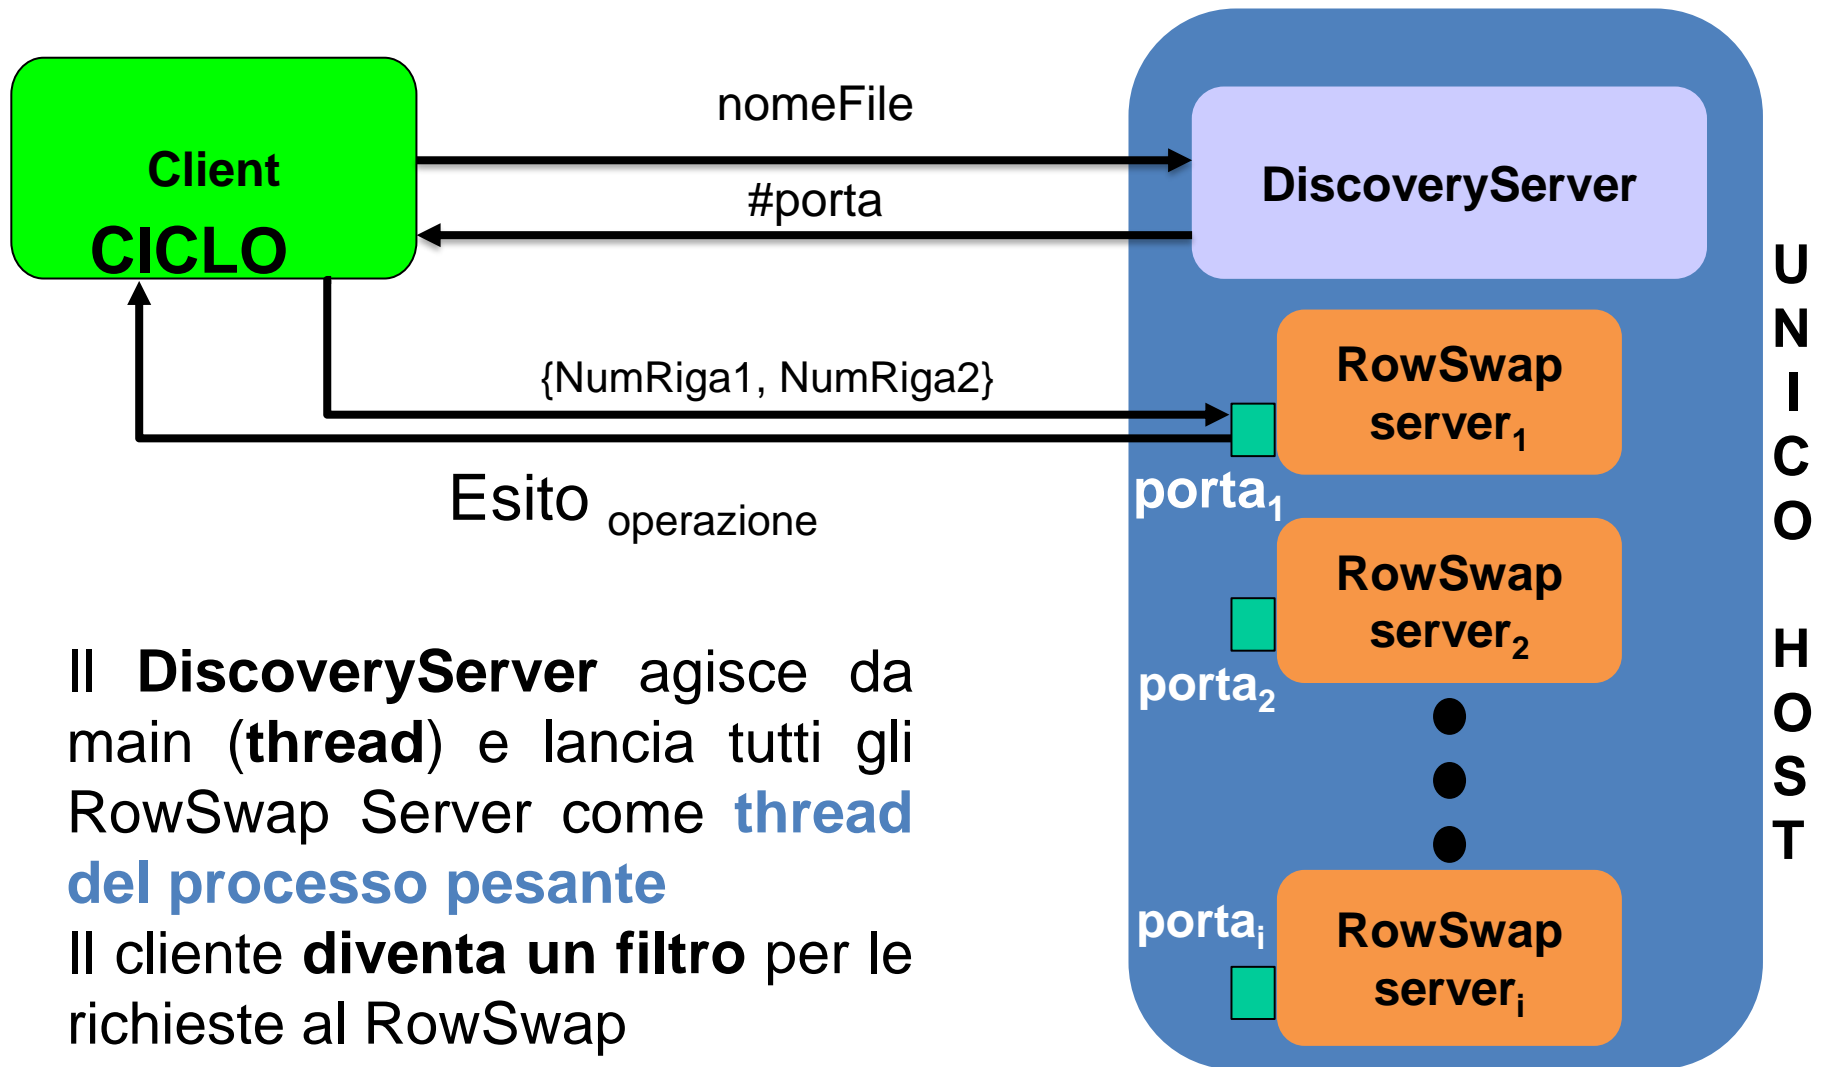 nomeFile
Client
CICLO
#porta
DiscoveryServer
{NumRiga1, NumRiga2}
Esito operazione
RowSwap
server1
porta1
RowSwap
server2
porta2
RowSwap
serveri
portai
U
N
I
C
O
H
O
S
T
Il DiscoveryServer agisce da
main (thread) e lancia tutti gli
RowSwap Server come thread
del processo pesante
Il cliente diventa un filtro per le
richieste al RowSwap